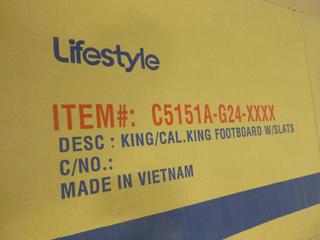 Lifestyle
ITEM#: C5151A-G24-XXXX
DESC : KING/CAL.KING FOOTBOARD W/SLATS
C/NO.:
MADE IN VIETNAM